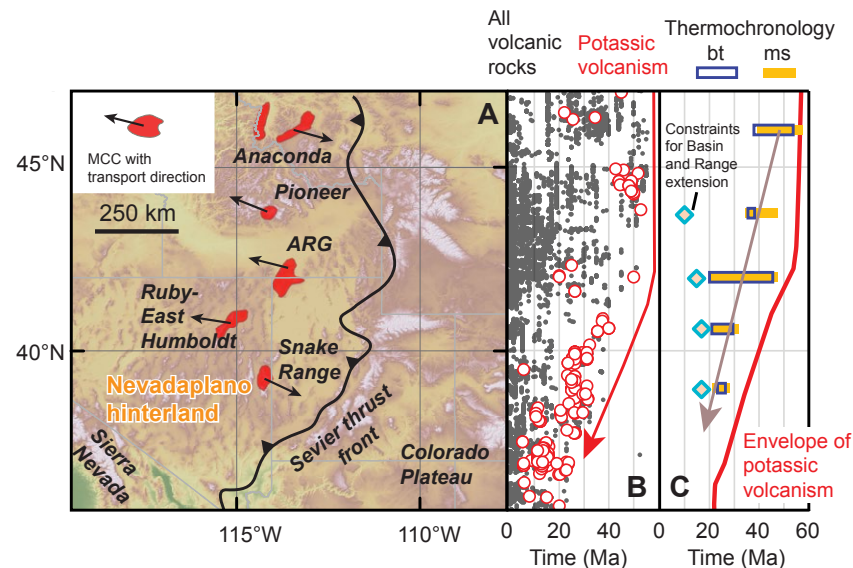 All
volcanic
rocks
Potassic
volcanism
Thermochronology
bt
ms
A
MCC with
transport direction
250 km
Anaconda
Pioneer
ARG
Ruby-
East
Humboldt
Snake
Range
Nevadaplano
hinterland
Sevier thrust
front
Sierra
Nevada
Colorado
Plateau
45°N
40°N
115°W
110°W
B
0
20
40
Time (Ma)
Constraints
for Basin
and Range
extension
C
Envelope of
potassic
volcanism
0
20
40
60
Time (Ma)